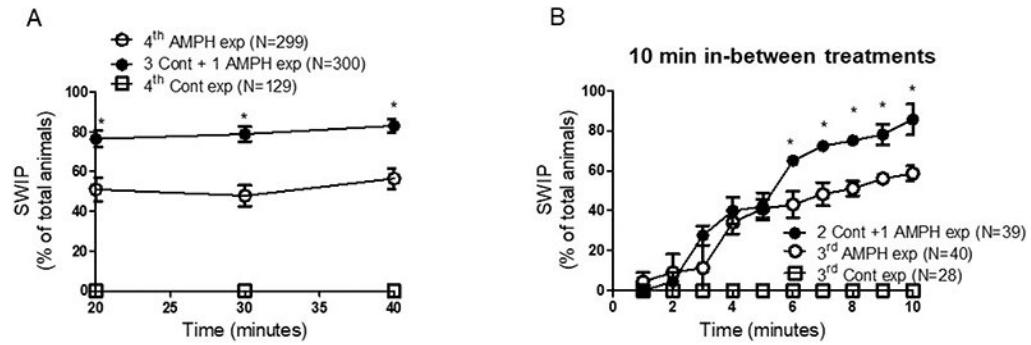 A
4th AMPH exp (N=299)
3 Cont + 1 AMPH exp (N=300)
4th Cont exp (N=129)
SWIP
(% of total animals)
100
80
60
40
20
0
* * *
20 25 30 35 40
Time (minutes)
B
10 min in-between treatments
SWIP
(% of total animals)
100
80
60
40
20
0
* * * * *
2 Cont +1 AMPH exp (N=39)
3rd AMPH exp (N=40)
3rd Cont exp (N=28)
0 2 4 6 8 10
Time (minutes)